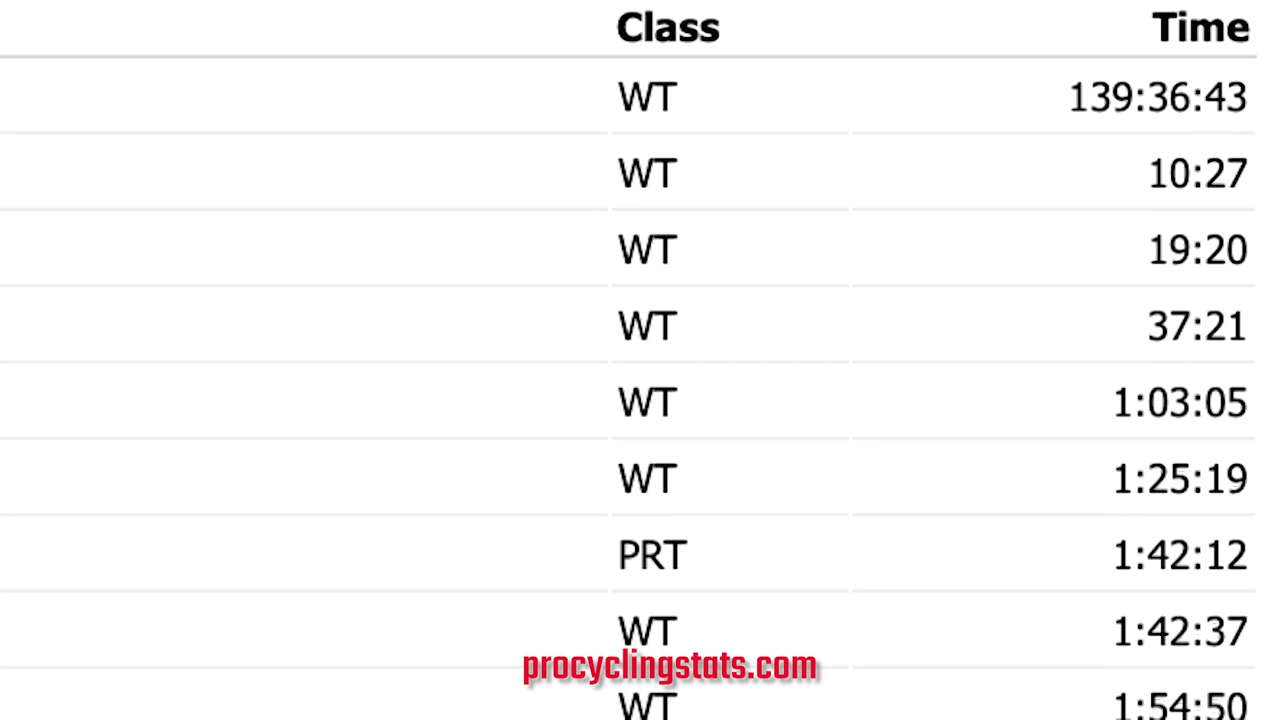 Class Time
WT 139:36:43
WT 10:27
WT 19:20
WT 37:21
WT 1:03:05
WT 1:25:19
PRT 1:42:12
WT 1:42:37
procyclingstats.com
WT 1:54:50